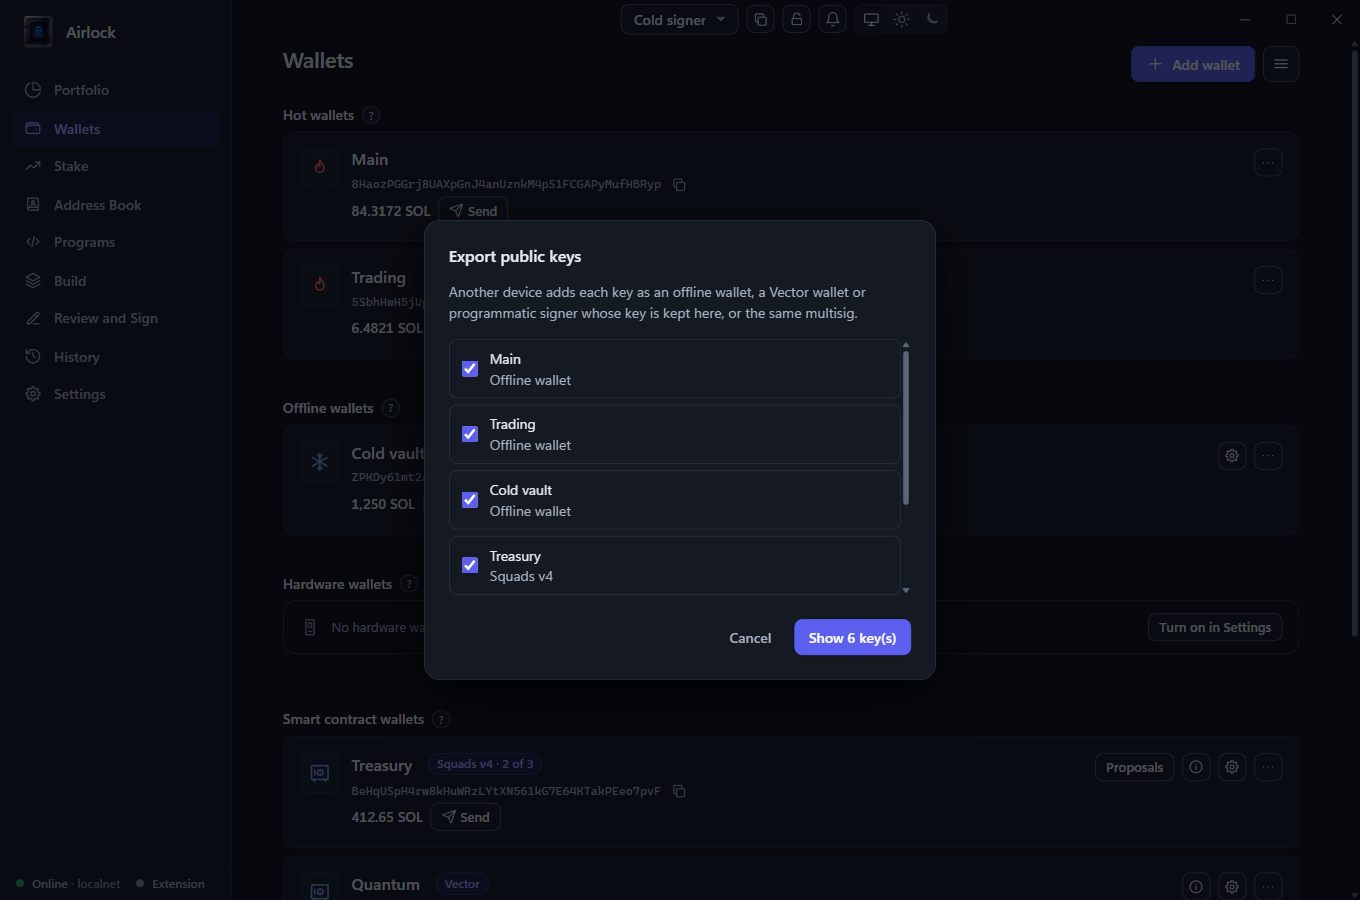 Airlock
Cold signer
Portfolio
Wallets
Stake
Address Book
Programs
Build
Review and Sign
History
Settings
Online · localnet
Extension
Wallets
Add wallet
Hot wallets ?
Main
8HaozPGGrj8UAXpGnJ4anUznkM4pS1FCGAPyMufHBRyp
84.3172 SOL Send
Trading
6.4821 SOL
Offline wallets ?
Cold vault
1,250 SOL
Hardware wallets ?
No hardware
Turn on in Settings
Smart contract wallets ?
Treasury Squads v4 · 2 of 3
Proposals
BeHqUSpH4rw8kHuWRzLYtXN561kG7E64KTakPEeo7pvF
412.65 SOL Send
Quantum Vector
Export public keys
Another device adds each key as an offline wallet, a Vector wallet or
programmatic signer whose key is kept here, or the same multisig.
Main
Offline wallet
Trading
Offline wallet
Cold vault
Offline wallet
Treasury
Squads v4
Cancel
Show 6 key(s)